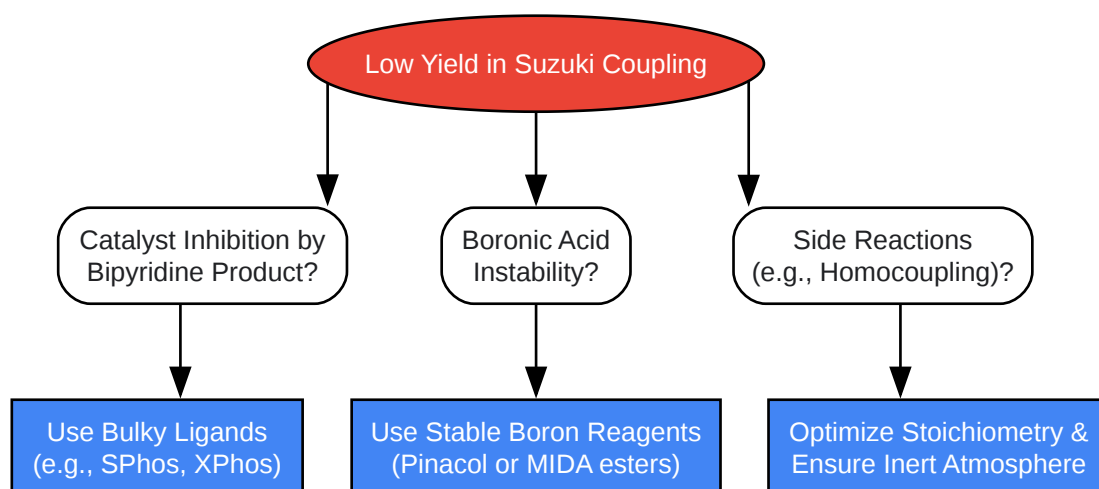 Low Yield in Suzuki Coupling
Catalyst Inhibition by
Bipyridine Product?
Boronic Acid
Instability?
Side Reactions
(e.g., Homocoupling)?
Use Bulky Ligands
(e.g., SPhos, XPhos)
Use Stable Boron Reagents
(Pinacol or MIDA esters)
Optimize Stoichiometry &
Ensure Inert Atmosphere